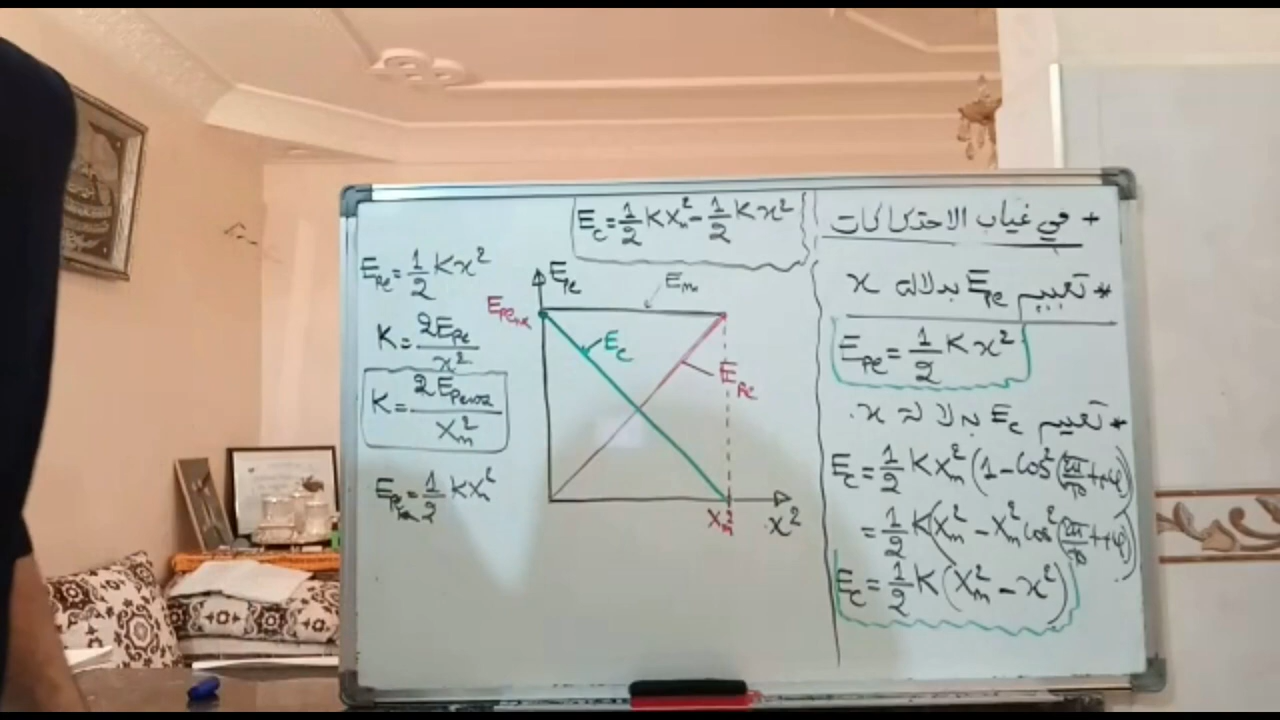 + في غياب الاحتكاكات
* تعبير Epe بدلالة x
Epe = 1/2 K x²
* تعبير Ec بدلالة x.
Ec = 1/2 K Xm² (1 - cos²(2π/T0 t + φ))
= 1/2 K (Xm² - Xm² cos²(2π/T0 t + φ))
Ec = 1/2 K (Xm² - x²)
Ec = 1/2 K Xm² - 1/2 K x²
Epe = 1/2 K x²
K = 2Epe / x²
K = 2Epemax / Xm²
Epemax = 1/2 K Xm²
Epe
Em
Epemax
Ec
Epe
Xm²
x²